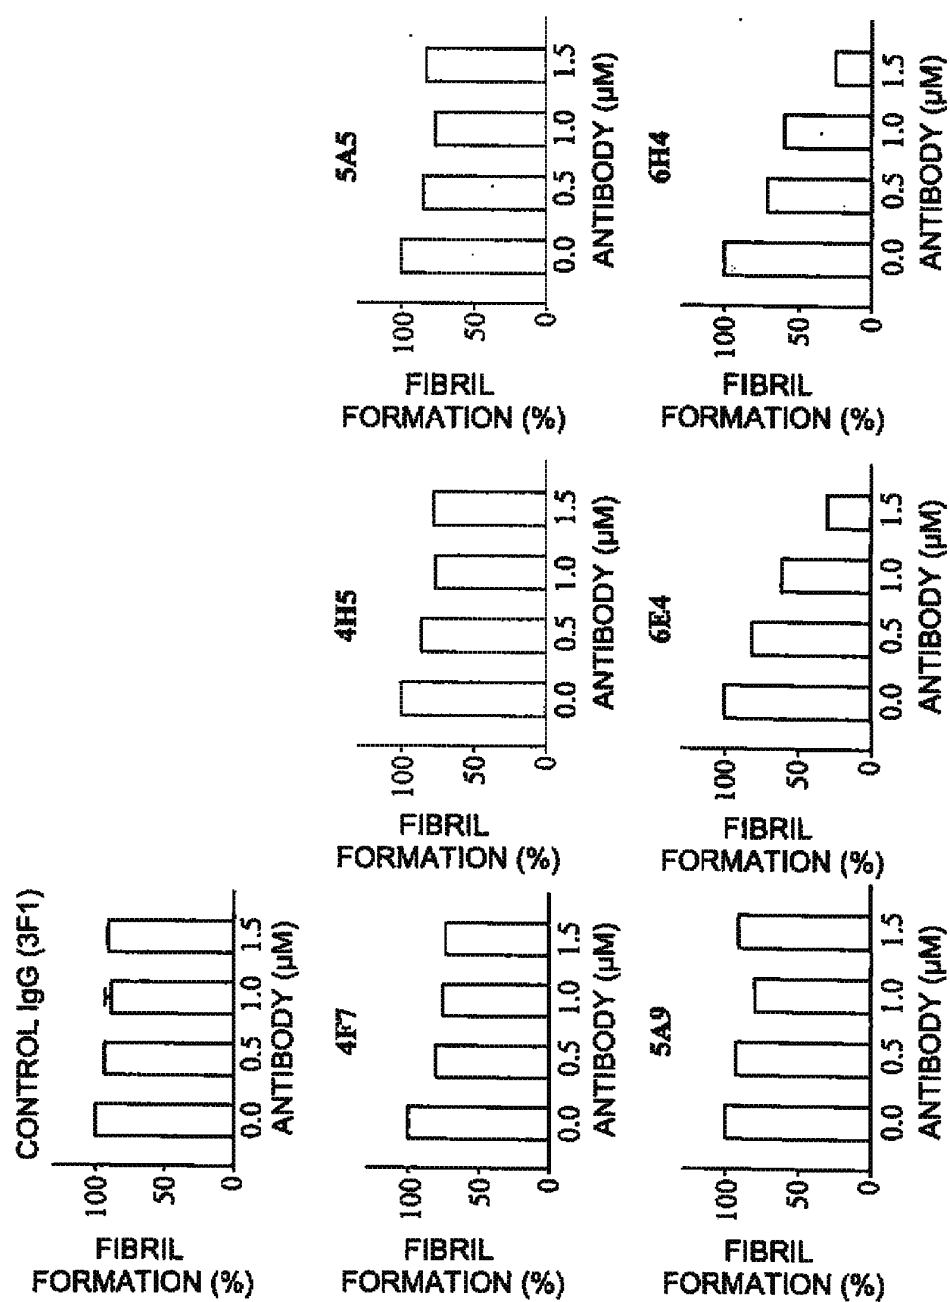 CONTROL IgG (3F1)
FIBRIL
FORMATION (%)
100
50
0
0.0 0.5 1.0 1.5
ANTIBODY (µM)
4F7
FIBRIL
FORMATION (%)
100
50
0
0.0 0.5 1.0 1.5
ANTIBODY (µM)
4H5
FIBRIL
FORMATION (%)
100
50
0
0.0 0.5 1.0 1.5
ANTIBODY (µM)
5A5
FIBRIL
FORMATION (%)
100
50
0
0.0 0.5 1.0 1.5
ANTIBODY (µM)
5A9
FIBRIL
FORMATION (%)
100
50
0
0.0 0.5 1.0 1.5
ANTIBODY (µM)
6E4
FIBRIL
FORMATION (%)
100
50
0
0.0 0.5 1.0 1.5
ANTIBODY (µM)
6H4
FIBRIL
FORMATION (%)
100
50
0
0.0 0.5 1.0 1.5
ANTIBODY (µM)